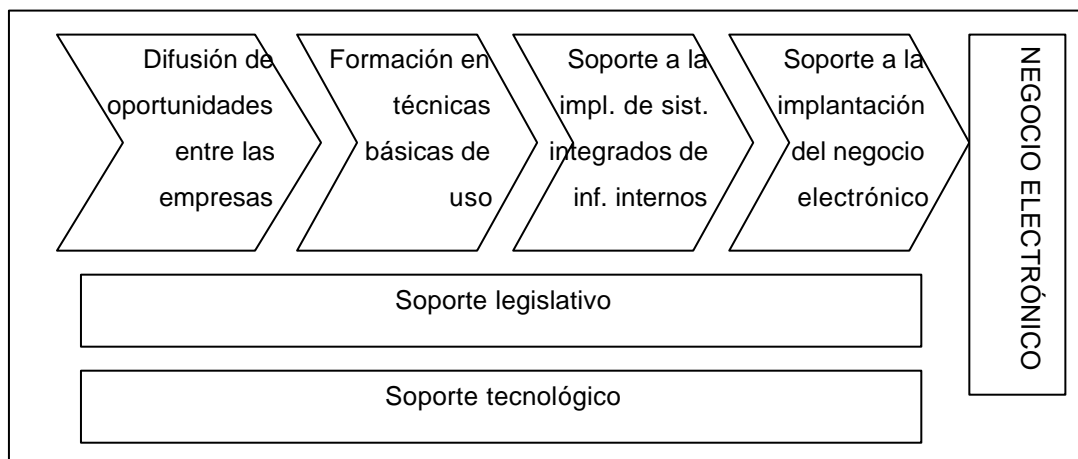 Difusión de
oportunidades
entre las
empresas
Formación en
técnicas
básicas de
uso
Soporte a la
impl. de sist.
integrados de
inf. internos
Soporte a la
implantación
del negocio
electrónico
NEGOCIO ELECTRÓNICO
Soporte legislativo
Soporte tecnológico